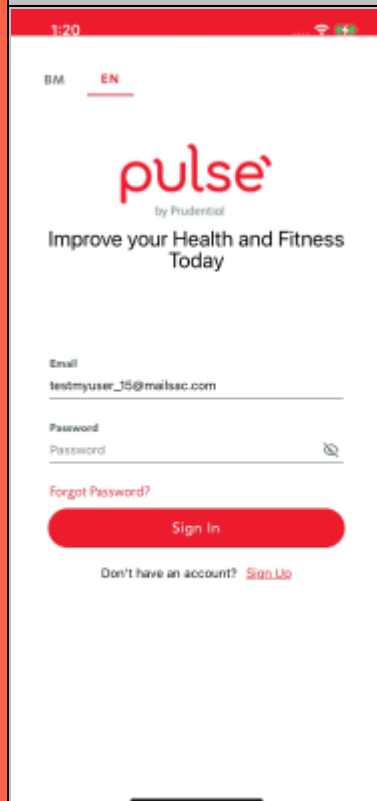 1:20
BM EN
pulse
by Prudential
Improve your Health and Fitness
Today
Email
testmyuser_15@mailsac.com
Password
Password
Forgot Password?
Sign In
Don't have an account? Sign Up